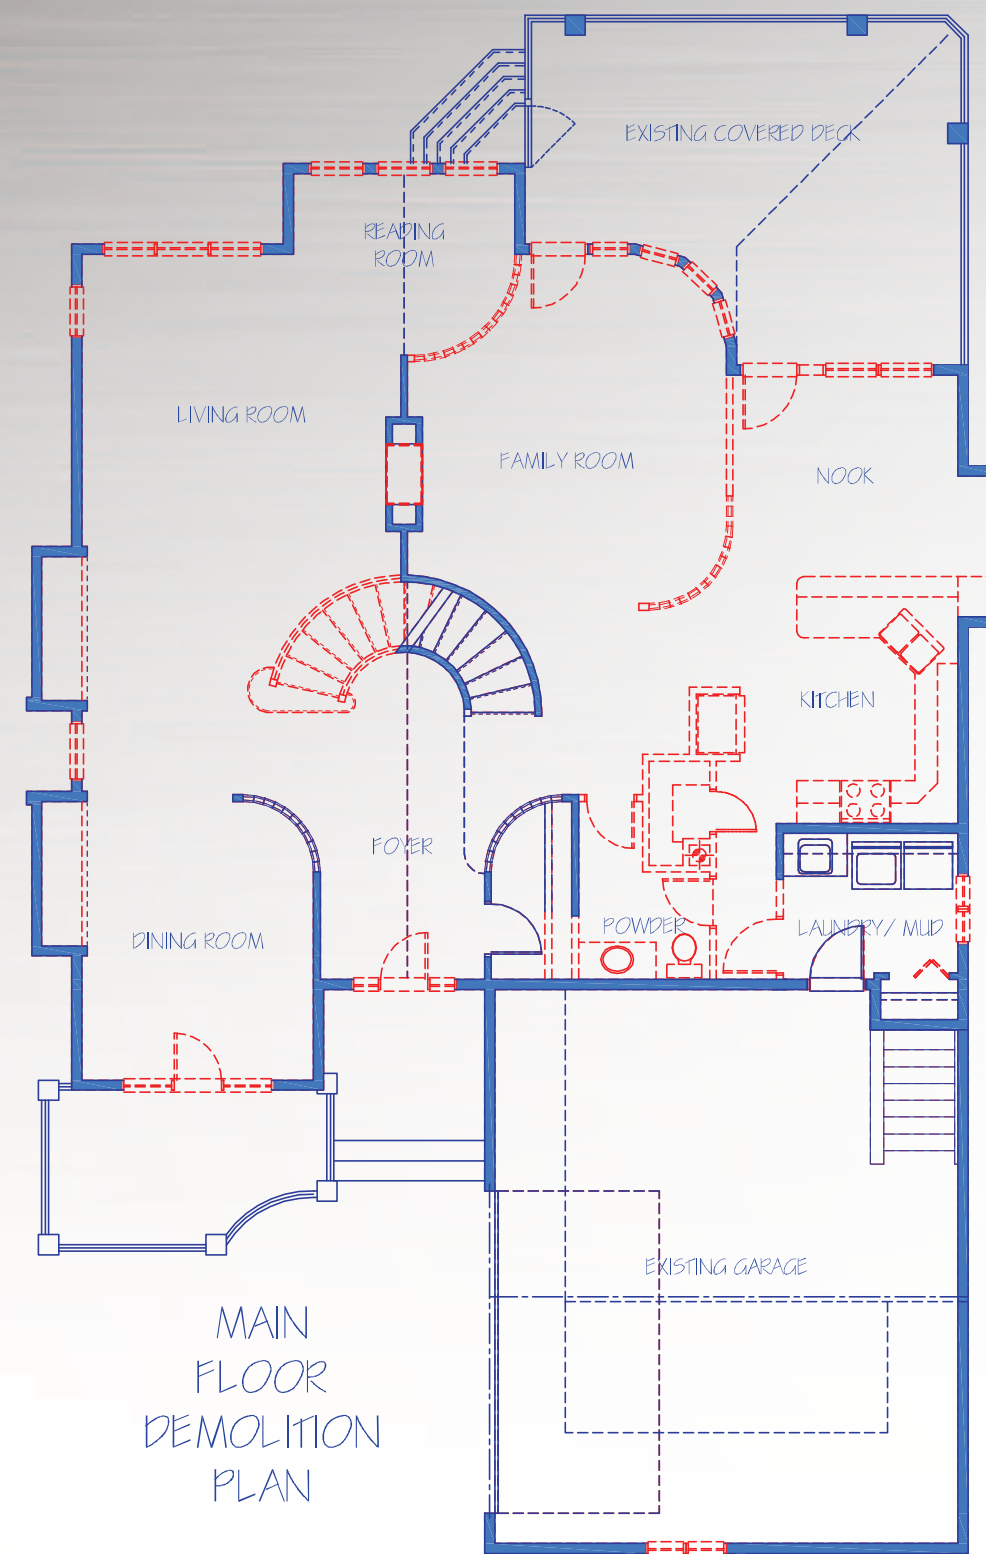 EXISTING COVERED DECK
READING
ROOM
LIVING ROOM
FAMILY ROOM
NOOK
KITCHEN
FOYER
DINING ROOM
POWDER
LAUNDRY/ MUD
EXISTING GARAGE
MAIN
FLOOR
DEMOLITION
PLAN